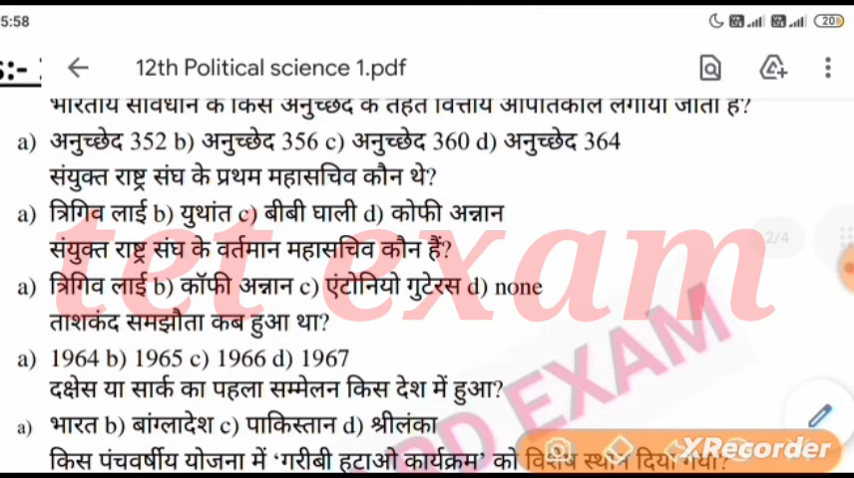 5:58 20
s:- 12th Political science 1.pdf
भारतीय संविधान के किस अनुच्छेद के तहत वित्तीय आपातकाल लगाया जाता है?
a) अनुच्छेद 352 b) अनुच्छेद 356 c) अनुच्छेद 360 d) अनुच्छेद 364
संयुक्त राष्ट्र संघ के प्रथम महासचिव कौन थे?
a) त्रिगिव लाई b) युथांत c) बीबी घाली d) कोफी अन्नान
संयुक्त राष्ट्र संघ के वर्तमान महासचिव कौन हैं?
2/4
a) त्रिगिव लाई b) कॉफी अन्नान c) एंटोनियो गुटेरस d) none
tet exam
ताशकंद समझौता कब हुआ था?
a) 1964 b) 1965 c) 1966 d) 1967
दक्षेस या सार्क का पहला सम्मेलन किस देश में हुआ?
a) भारत b) बांग्लादेश c) पाकिस्तान d) श्रीलंका
EXAM
किस पंचवर्षीय योजना में ‘गरीबी हटाओ कार्यक्रम’ को विशेष स्थान दिया गया?
XRecorder